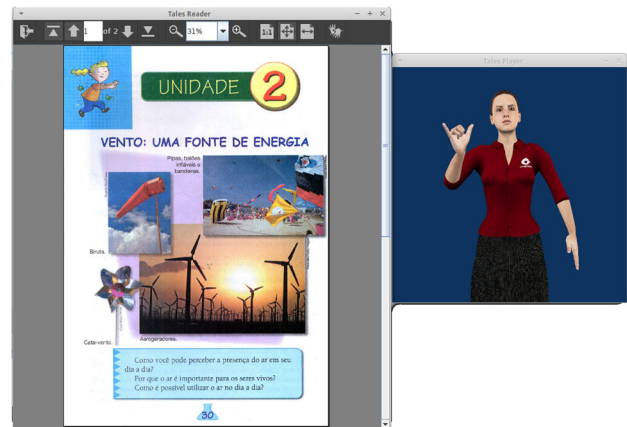 Tales Reader
1 of 2 31% 1:1
UNIDADE 2
VENTO: UMA FONTE DE ENERGIA
Pipas, balões
infláveis e
bandeiras.
Biruta.
Cata-vento.
Aerogeradores.
Como você pode perceber a presença do ar em seu
dia a dia?
Por que o ar é importante para os seres vivos?
Como é possível utilizar o ar no dia a dia?
30
Tales Player